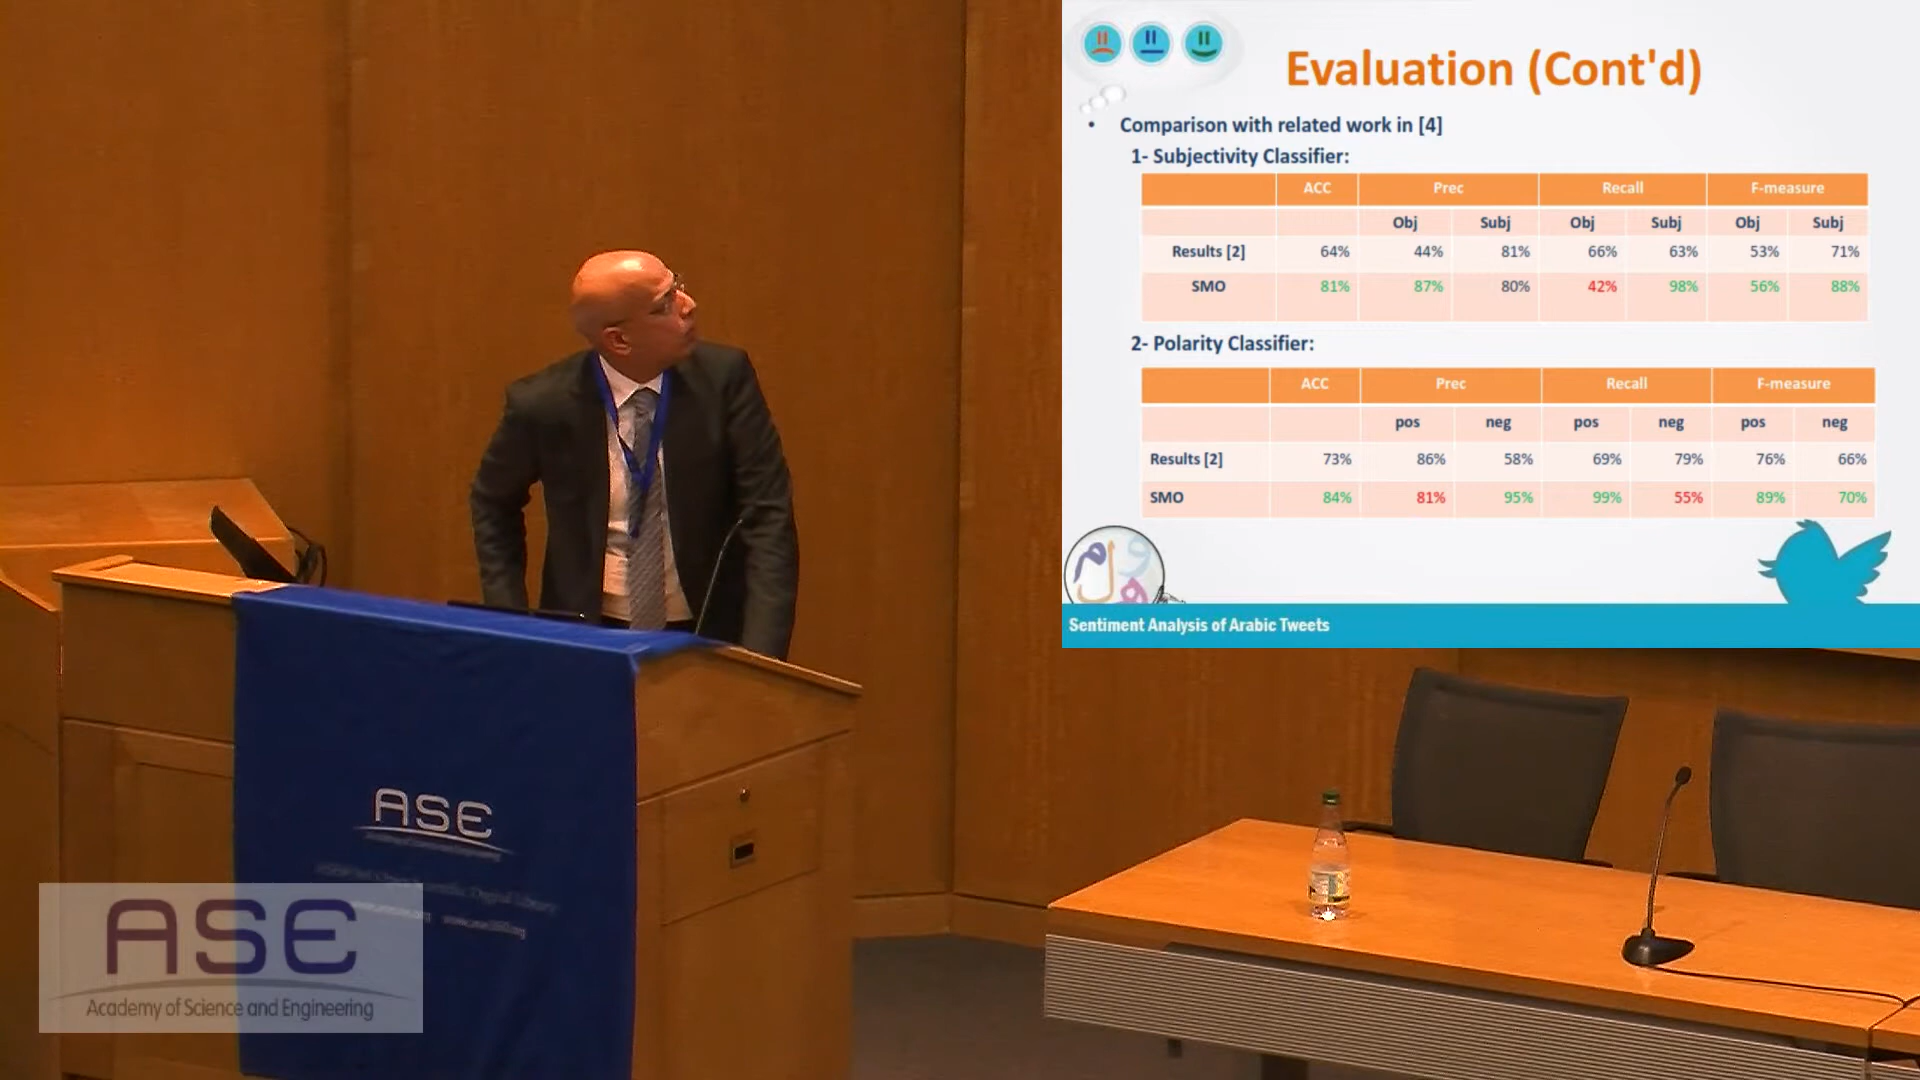 Evaluation (Cont'd)
• Comparison with related work in [4]
1- Subjectivity Classifier:
ACC Prec Recall F-measure
Obj Subj Obj Subj Obj Subj
Results [2] 64% 44% 81% 66% 63% 53% 71%
SMO 81% 87% 80% 42% 98% 56% 88%
2- Polarity Classifier:
ACC Prec Recall F-measure
pos neg pos neg pos neg
Results [2] 73% 86% 58% 69% 79% 76% 66%
SMO 84% 81% 95% 99% 55% 89% 70%
Sentiment Analysis of Arabic Tweets
ASE
ASE
Academy of Science and Engineering